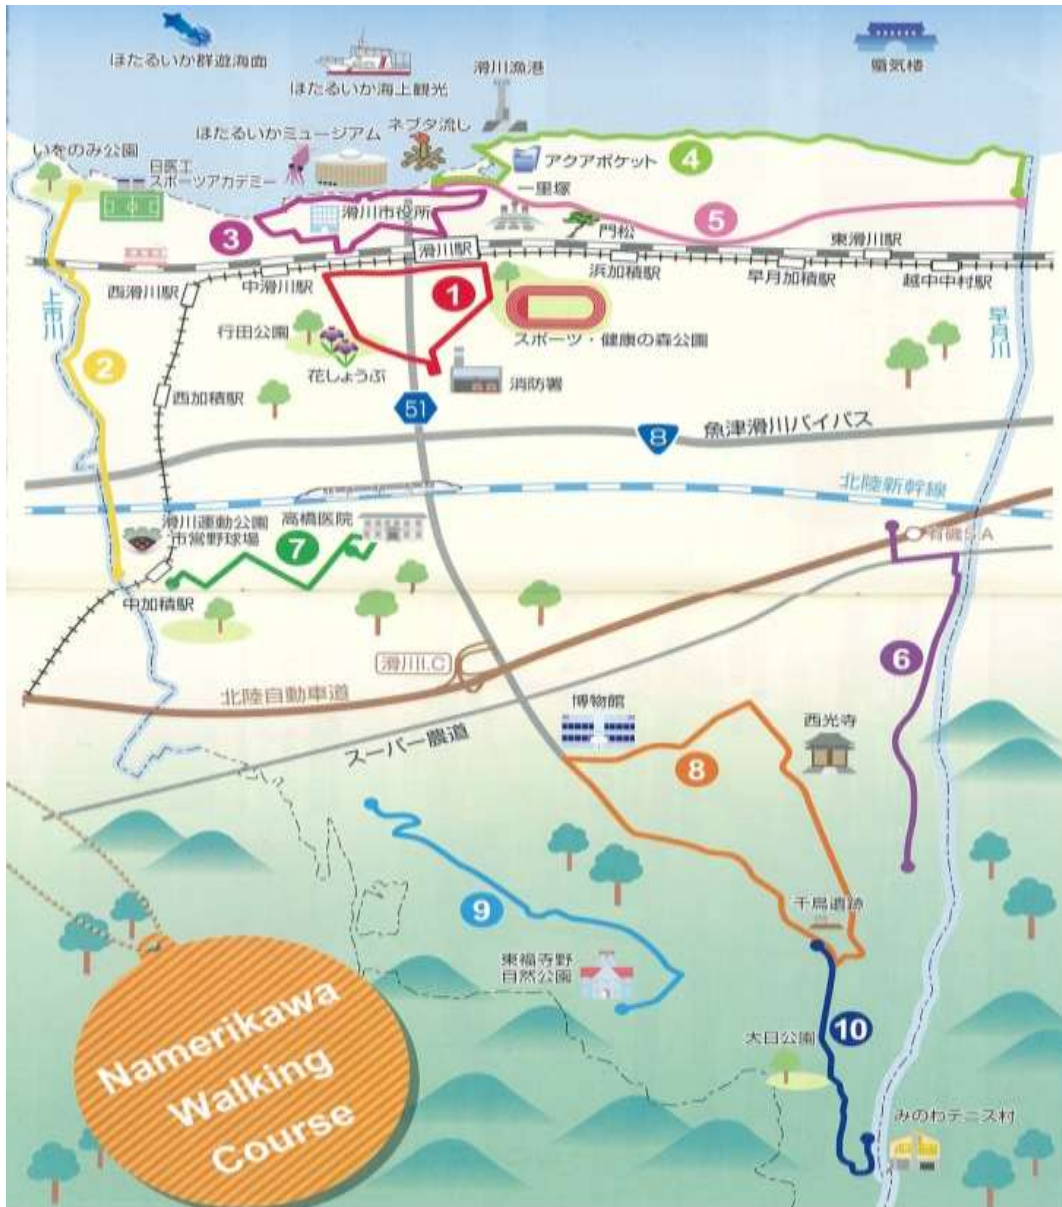 ほたるいか群遊海面
ほたるいか海上観光
滑川漁港
蜃気楼
ほたるいかミュージアム
ネブタ流し
いをのみ公園
日医工
スポーツアカデミー
アクアポケット
4
一里塚
3
滑川市役所
門松
5
滑川駅
東滑川駅
西滑川駅
中滑川駅
浜加積駅
早月加積駅
越中中村駅
上市川
1
行田公園
スポーツ・健康の森公園
早月川
2
花しょうぶ
消防署
西加積駅
51
8
魚津滑川バイパス
北陸新幹線
滑川運動公園
市営野球場
高橋医院
7
有磯S.A
中加積駅
滑川I.C
6
北陸自動車道
博物館
西光寺
スーパー農道
8
千鳥遺跡
9
東福寺野
自然公園
10
大日公園
みのわテニス村
Namerikawa
Walking
Course